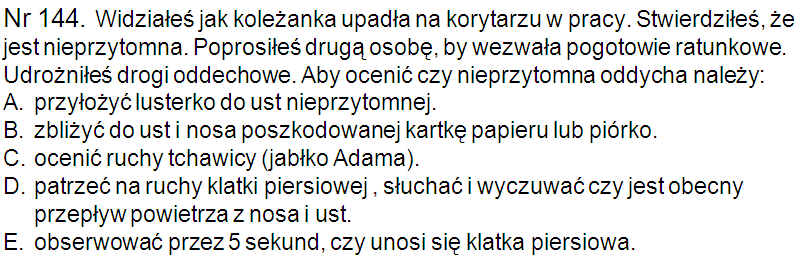 Nr 144. Widziałeś jak koleżanka upadła na korytarzu w pracy. Stwierdziłeś, że
jest nieprzytomna. Poprosiłeś drugą osobę, by wezwała pogotowie ratunkowe.
Udrożniłeś drogi oddechowe. Aby ocenić czy nieprzytomna oddycha należy:
A. przyłożyć lusterko do ust nieprzytomnej.
B. zbliżyć do ust i nosa poszkodowanej kartkę papieru lub piórko.
C. ocenić ruchy tchawicy (jabłko Adama).
D. patrzeć na ruchy klatki piersiowej , słuchać i wyczuwać czy jest obecny
przepływ powietrza z nosa i ust.
E. obserwować przez 5 sekund, czy unosi się klatka piersiowa.